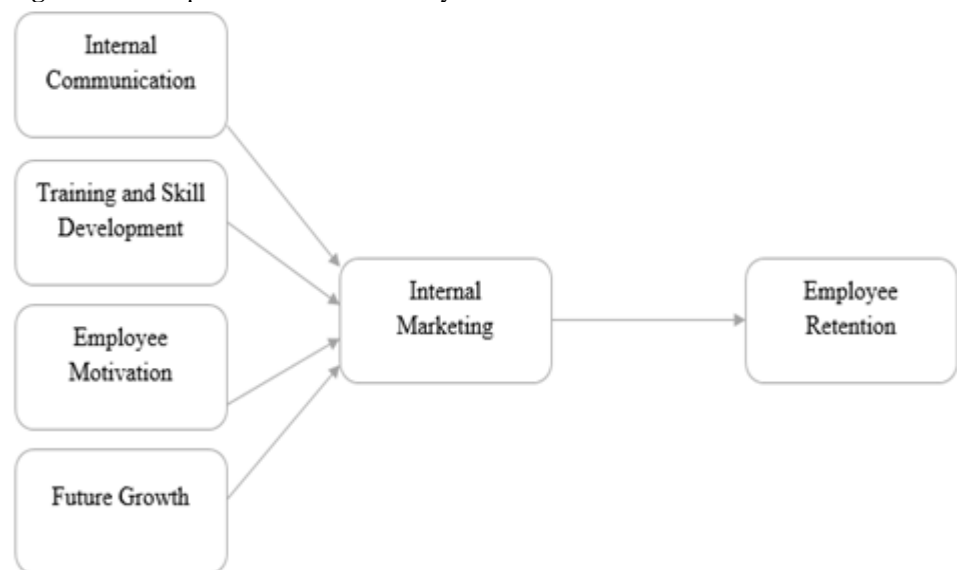 Internal
Communication
Training and Skill
Development
Employee
Motivation
Future Growth
Internal
Marketing
Employee
Retention